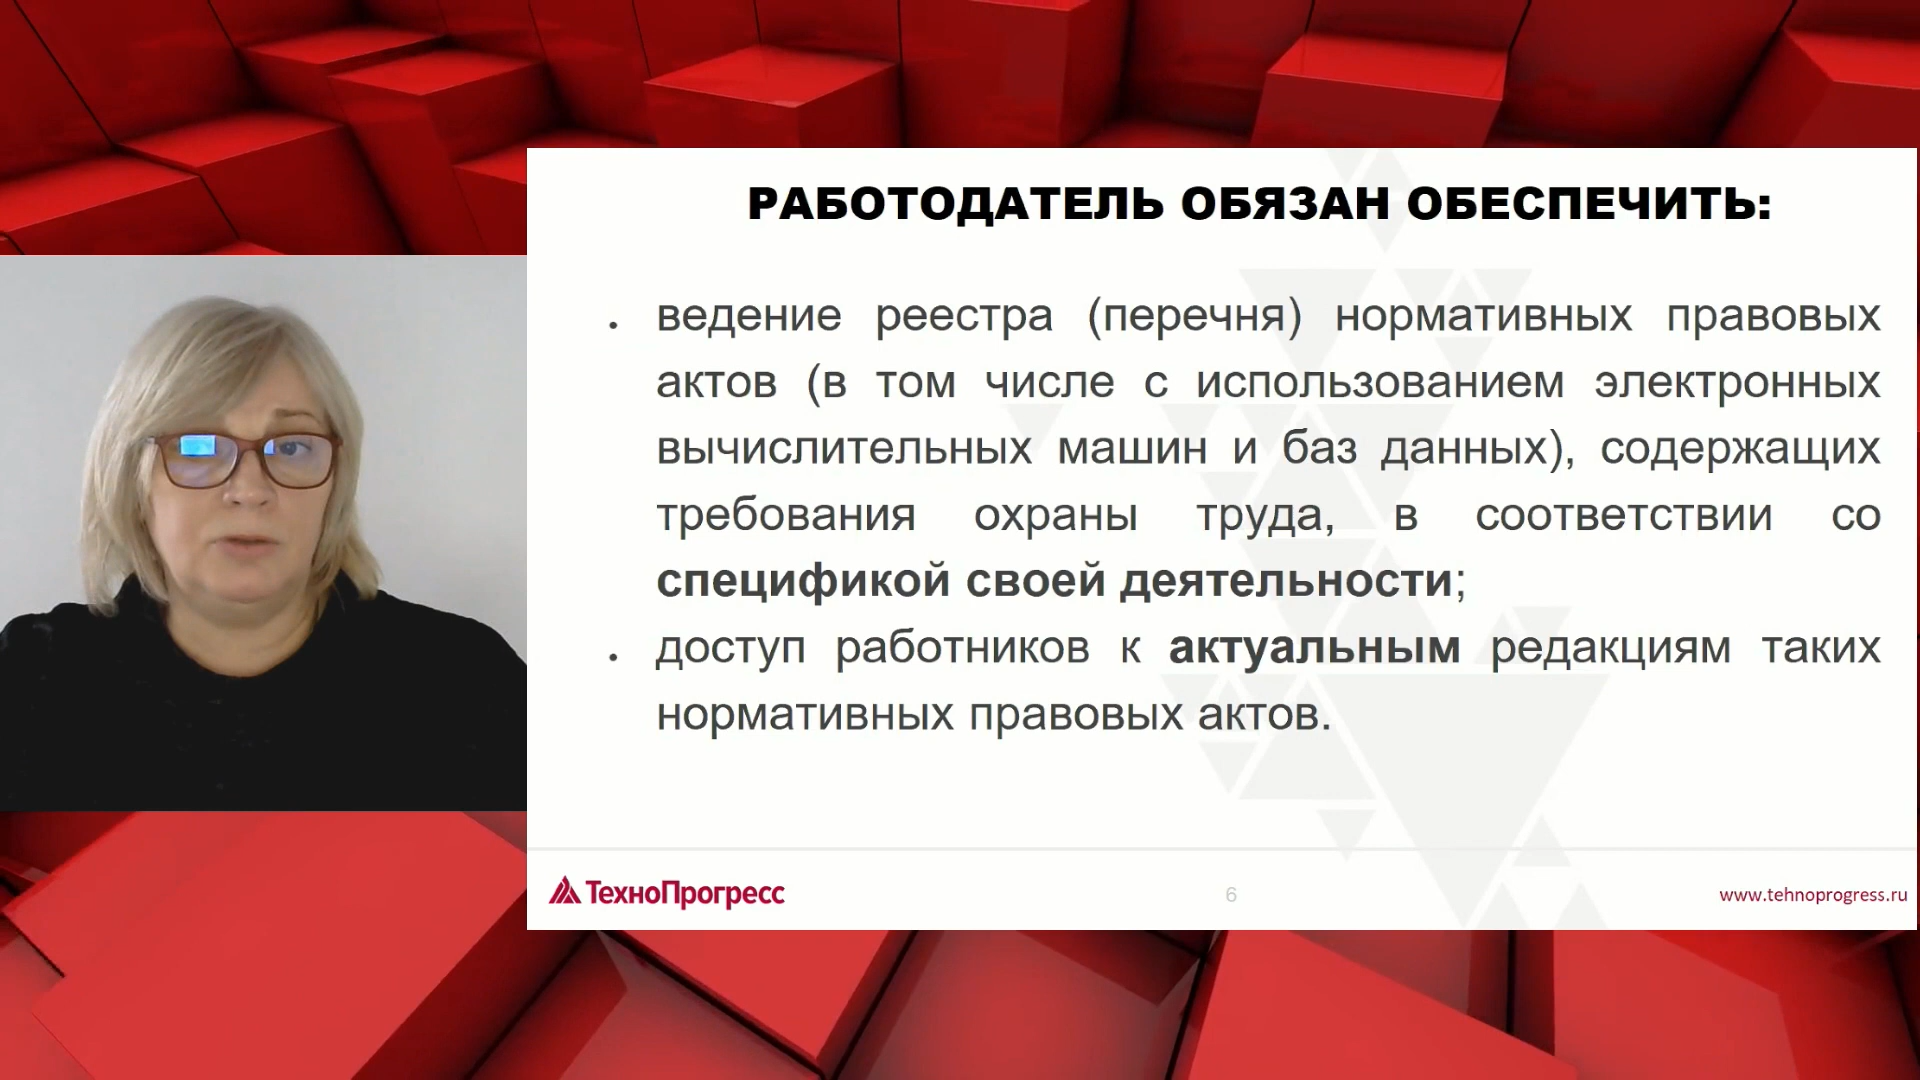 РАБОТОДАТЕЛЬ ОБЯЗАН ОБЕСПЕЧИТЬ:
• ведение реестра (перечня) нормативных правовых
актов (в том числе с использованием электронных
вычислительных машин и баз данных), содержащих
требования охраны труда, в соответствии со
спецификой своей деятельности;
• доступ работников к актуальным редакциям таких
нормативных правовых актов.
ТехноПрогресс
6
www.tehnoprogress.ru